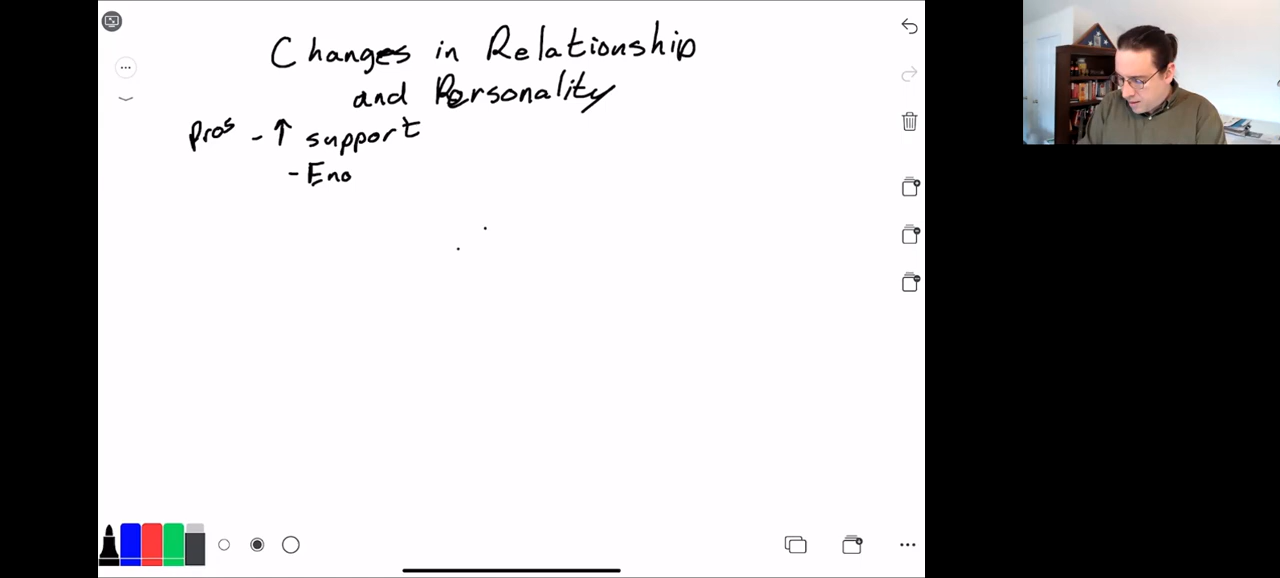 Changes in Relationship
and Personality
Pros - ↑ support
- Eno